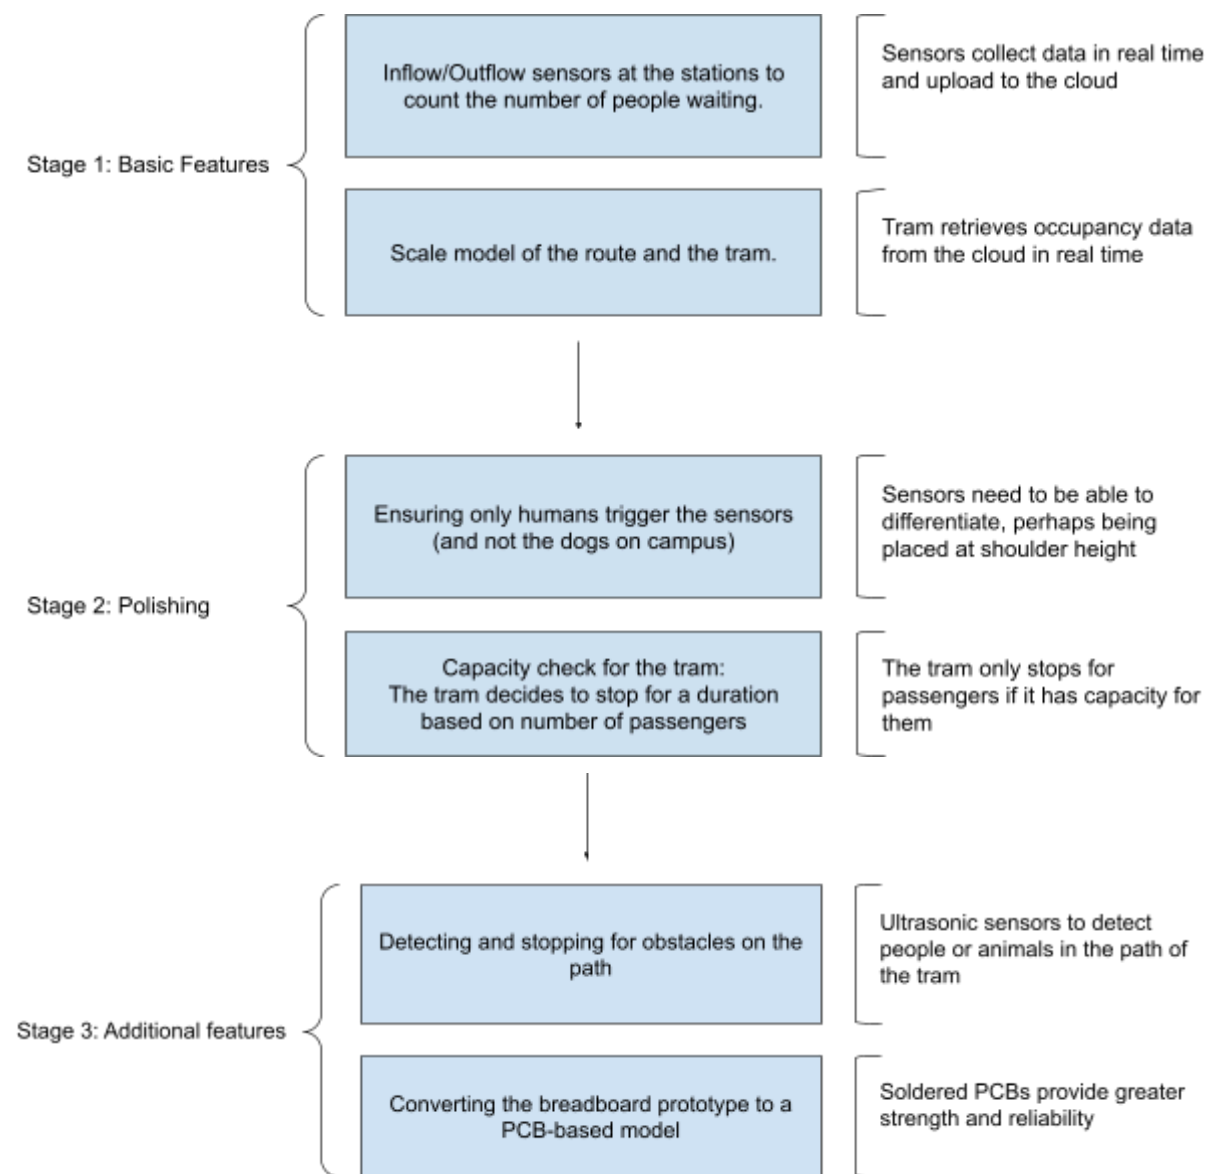 Inflow/Outflow sensors at the stations to
count the number of people waiting.
Sensors collect data in real time
and upload to the cloud
Stage 1: Basic Features
Scale model of the route and the tram.
Tram retrieves occupancy data
from the cloud in real time
Ensuring only humans trigger the sensors
(and not the dogs on campus)
Sensors need to be able to
differentiate, perhaps being
placed at shoulder height
Stage 2: Polishing
Capacity check for the tram:
The tram decides to stop for a duration
based on number of passengers
The tram only stops for
passengers if it has capacity for
them
Detecting and stopping for obstacles on the
path
Ultrasonic sensors to detect
people or animals in the path of
the tram
Stage 3: Additional features
Converting the breadboard prototype to a
PCB-based model
Soldered PCBs provide greater
strength and reliability